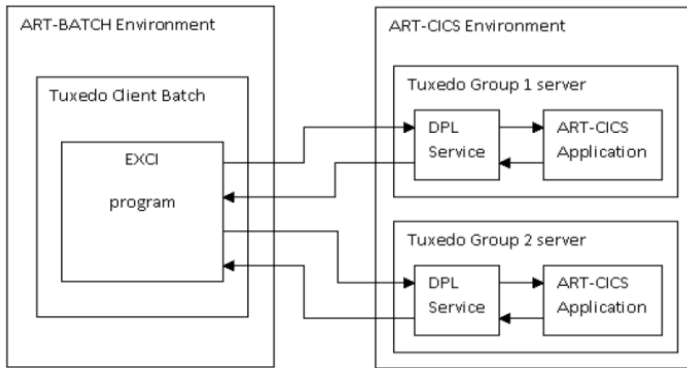 ART-BATCH Environment
Tuxedo Client Batch
EXCI
program
ART-CICS Environment
Tuxedo Group 1 server
DPL
Service
ART-CICS
Application
Tuxedo Group 2 server
DPL
Service
ART-CICS
Application